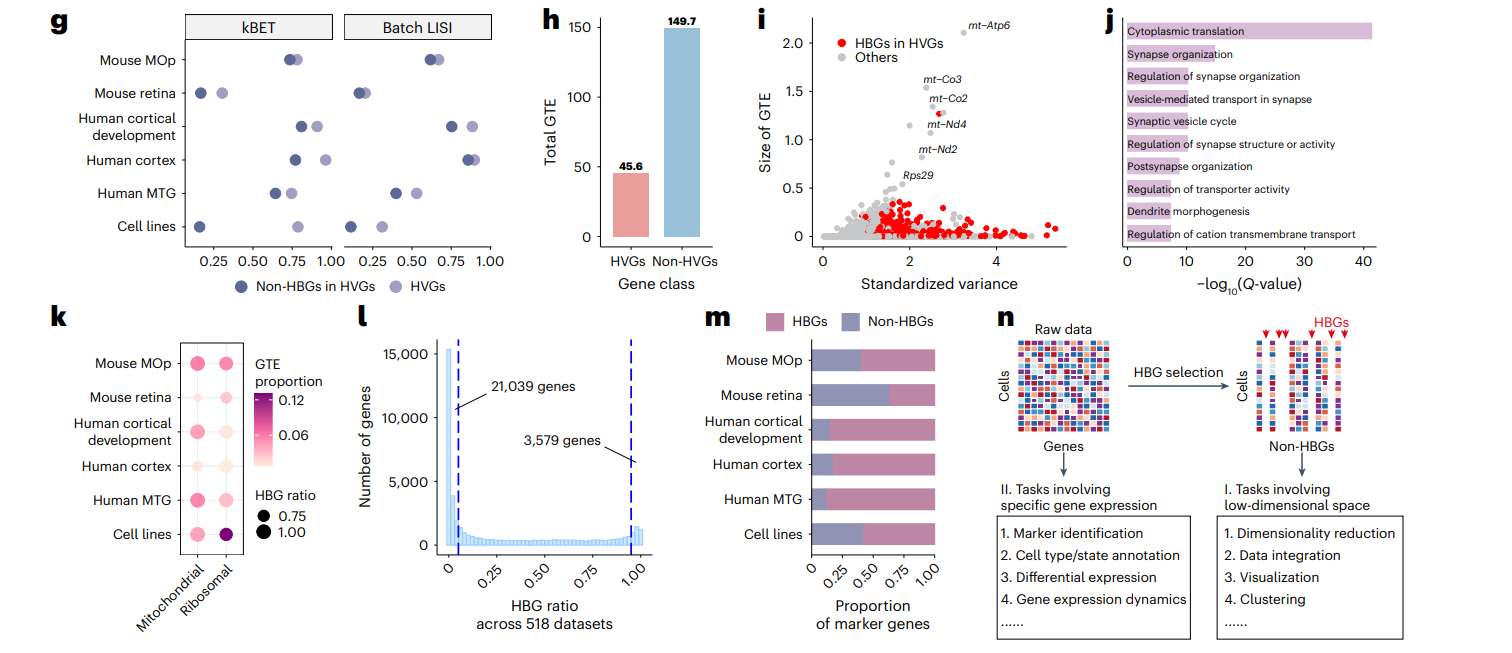 g
kBET
Batch LISI
Mouse MOp
Mouse retina
Human cortical
development
Human cortex
Human MTG
Cell lines
0.25 0.50 0.75 1.00
0.25 0.50 0.75 1.00
Non-HBGs in HVGs
HVGs
h
Total GTE
150
100
50
0
45.6
149.7
HVGs
Non-HVGs
Gene class
i
Size of GTE
2.0
1.5
1.0
0.5
0
HBGs in HVGs
Others
mt−Atp6
mt−Co3
mt−Co2
mt−Nd4
mt−Nd2
Rps29
0 2 4
Standardized variance
j
Cytoplasmic translation
Synapse organization
Regulation of synapse organization
Vesicle-mediated transport in synapse
Synaptic vesicle cycle
Regulation of synapse structure or activity
Postsynapse organization
Regulation of transporter activity
Dendrite morphogenesis
Regulation of cation transmembrane transport
0 10 20 30 40
−log10(Q-value)
k
Mouse MOp
Mouse retina
Human cortical
development
Human cortex
Human MTG
Cell lines
Mitochondrial
Ribosomal
GTE
proportion
0.12
0.06
HBG ratio
0.75
1.00
l
Number of genes
15,000
10,000
5,000
0
21,039 genes
3,579 genes
0 0.25 0.50 0.75 1.00
HBG ratio
across 518 datasets
m
HBGs
Non-HBGs
Mouse MOp
Mouse retina
Human cortical
development
Human cortex
Human MTG
Cell lines
0 0.25 0.50 0.75 1.00
Proportion
of marker genes
n
Raw data
Cells
Genes
HBG selection
HBGs
Cells
Non-HBGs
II. Tasks involving
specific gene expression
1. Marker identification
2. Cell type/state annotation
3. Differential expression
4. Gene expression dynamics
......
I. Tasks involving
low-dimensional space
1. Dimensionality reduction
2. Data integration
3. Visualization
4. Clustering
......